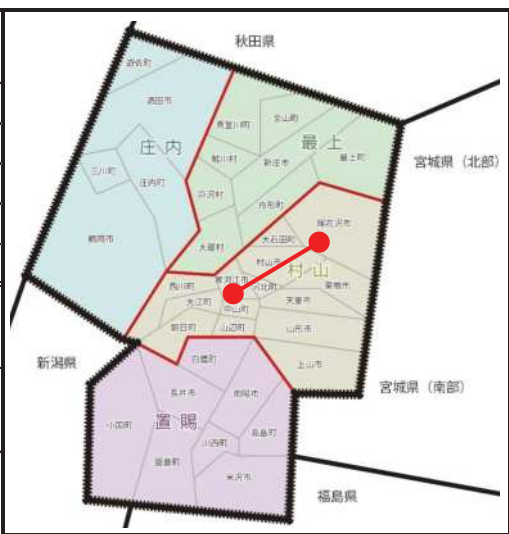 秋田県
遊佐町
酒田市
金山町
真室川町
庄内
最上
最上町
鮭川村
新庄市
宮城県（北部）
三川町
庄内町
戸沢村
舟形町
尾花沢市
鶴岡市
大蔵村
大石田町
村山市
村山
西川町
寒河江市
河北町
東根市
大江町
中山町
天童市
朝日町
山辺町
山形市
新潟県
白鷹町
上山市
宮城県（南部）
長井市
南陽市
小国町
置賜
高畠町
川西町
飯豊町
米沢市
福島県